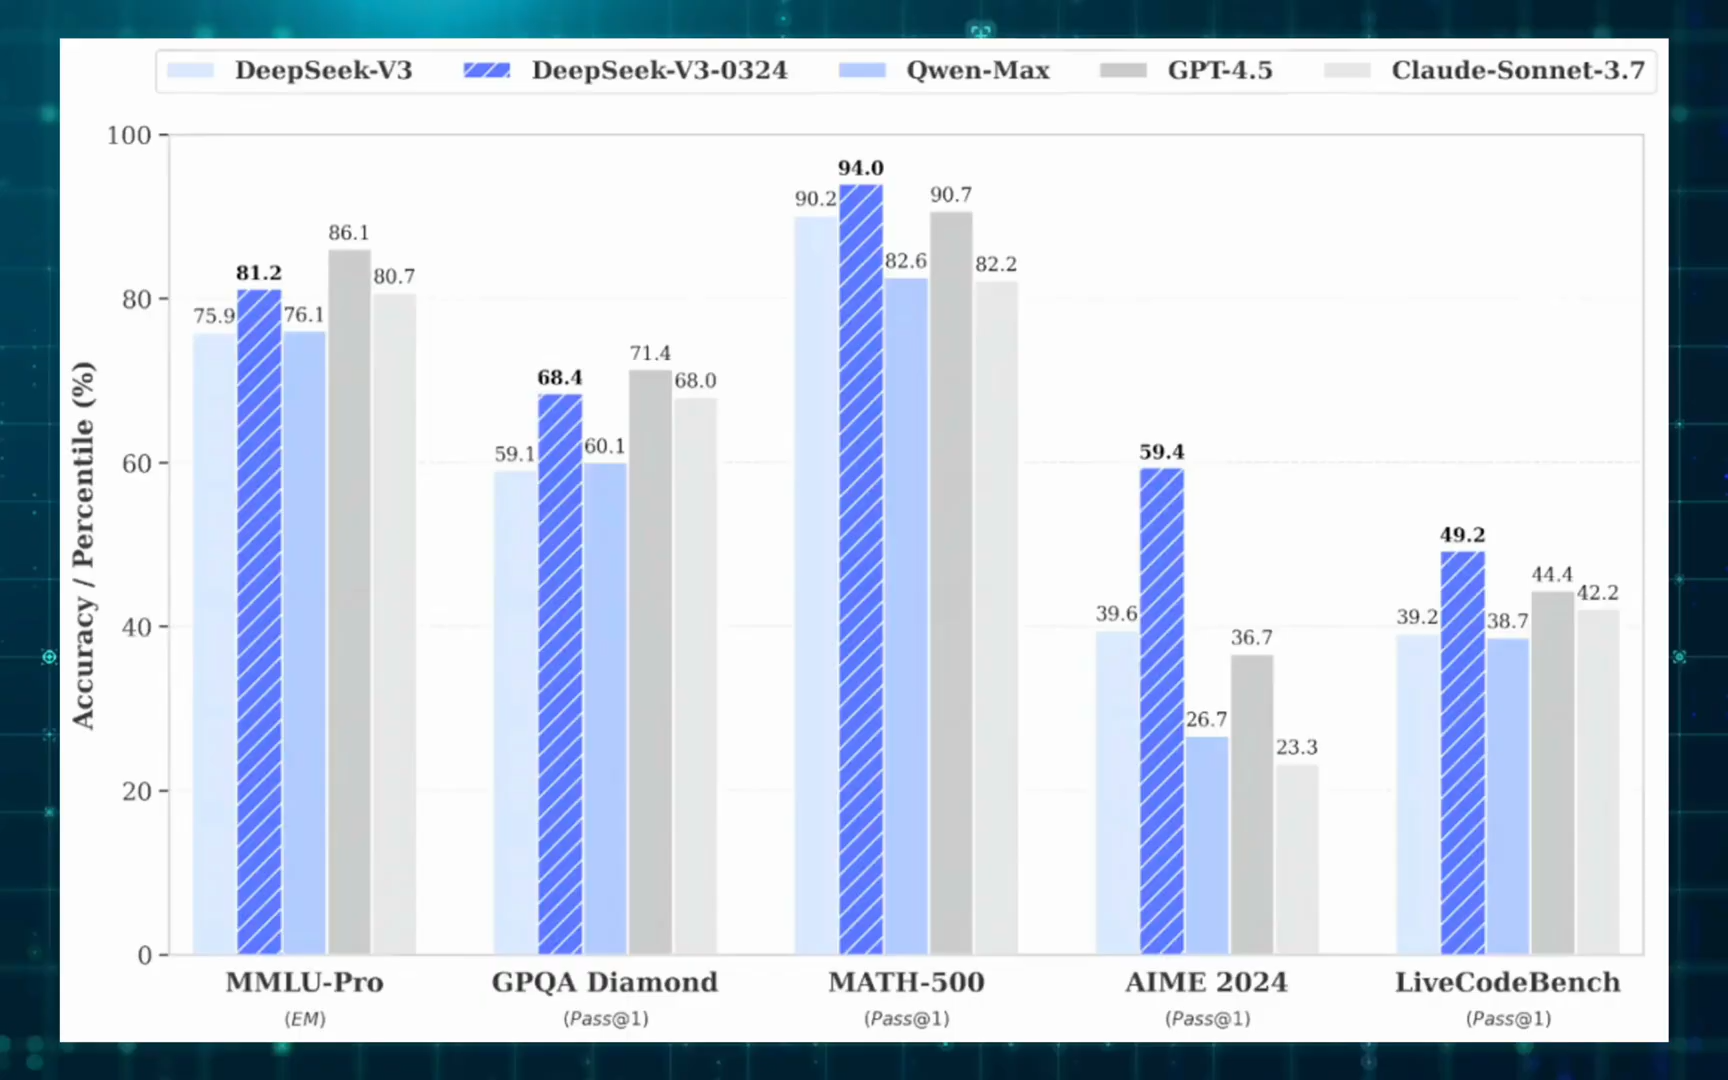 DeepSeek-V3 DeepSeek-V3-0324 Qwen-Max GPT-4.5 Claude-Sonnet-3.7
Accuracy / Percentile (%)
100
80
60
40
20
0
75.9 81.2 76.1 86.1 80.7
59.1 68.4 60.1 71.4 68.0
90.2 94.0 82.6 90.7 82.2
39.6 59.4 26.7 36.7 23.3
39.2 49.2 38.7 44.4 42.2
MMLU-Pro GPQA Diamond MATH-500 AIME 2024 LiveCodeBench
(EM) (Pass@1) (Pass@1) (Pass@1) (Pass@1)